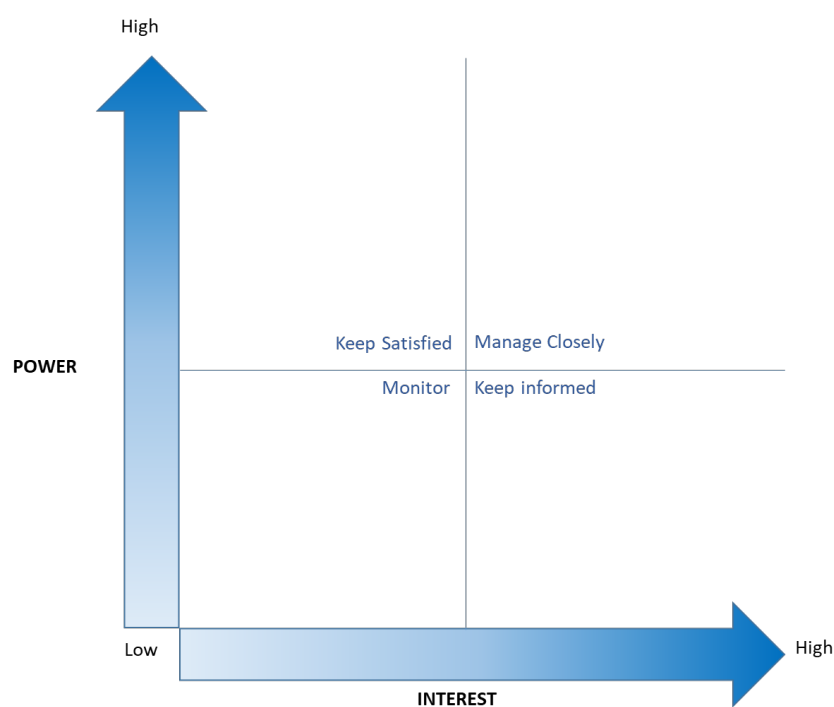 High
Keep Satisfied
Manage Closely
POWER
Monitor
Keep informed
Low
High
INTEREST